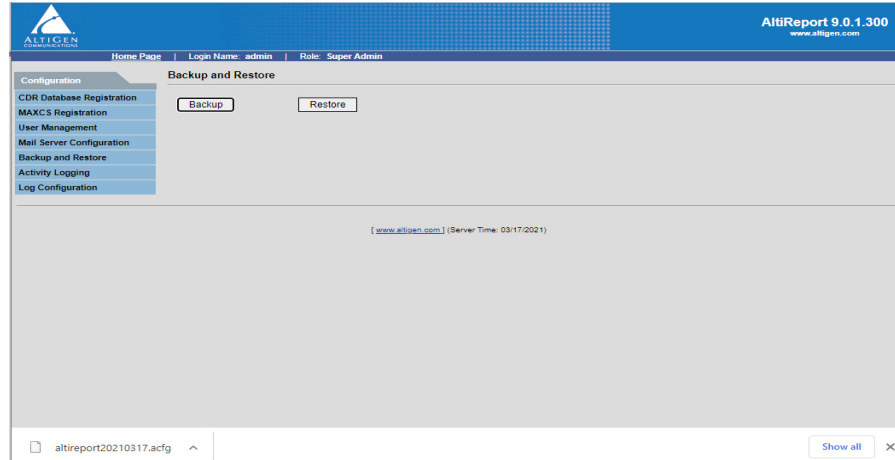 ALTIGEN
COMMUNICATIONS
AltiReport 9.0.1.300
www.altigen.com
Home Page | Login Name: admin | Role: Super Admin
Configuration
CDR Database Registration
MAXCS Registration
User Management
Mail Server Configuration
Backup and Restore
Activity Logging
Log Configuration
Backup and Restore
Backup Restore
[ www.altigen.com ] (Server Time: 03/17/2021)
altireport20210317.acfg
Show all